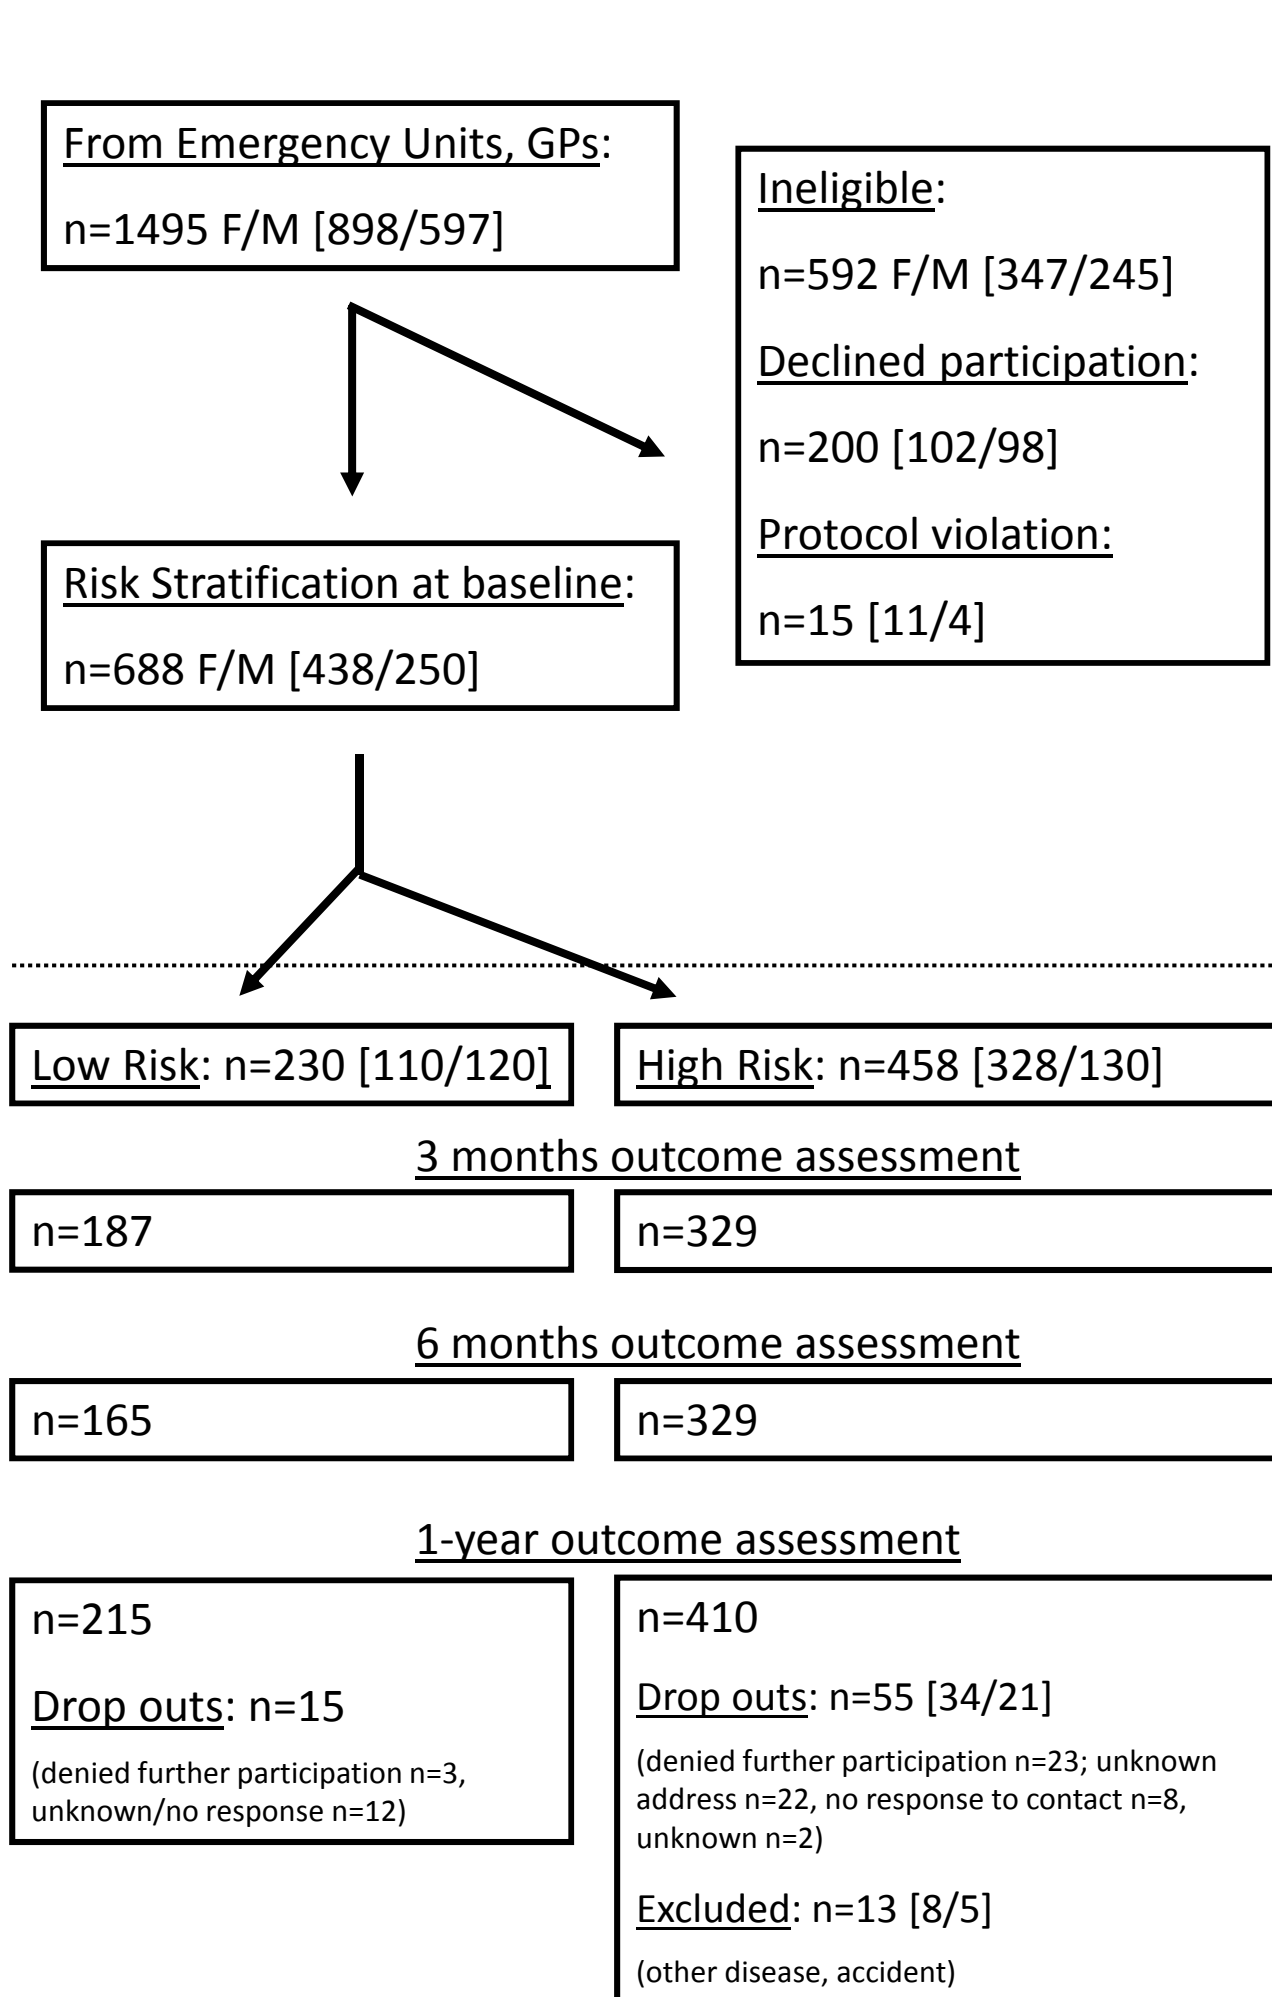 From Emergency Units, GPs:
n=1495 F/M [898/597]
Ineligible:
n=592 F/M [347/245]
Declined participation:
n=200 [102/98]
Protocol violation:
n=15 [11/4]
Risk Stratification at baseline:
n=688 F/M [438/250]
Low Risk: n=230 [110/120]
High Risk: n=458 [328/130]
3 months outcome assessment
n=187
n=329
6 months outcome assessment
n=165
n=329
1-year outcome assessment
n=215
Drop outs: n=15
(denied further participation n=3,
unknown/no response n=12)
n=410
Drop outs: n=55 [34/21]
(denied further participation n=23; unknown
address n=22, no response to contact n=8,
unknown n=2)
Excluded: n=13 [8/5]
(other disease, accident)